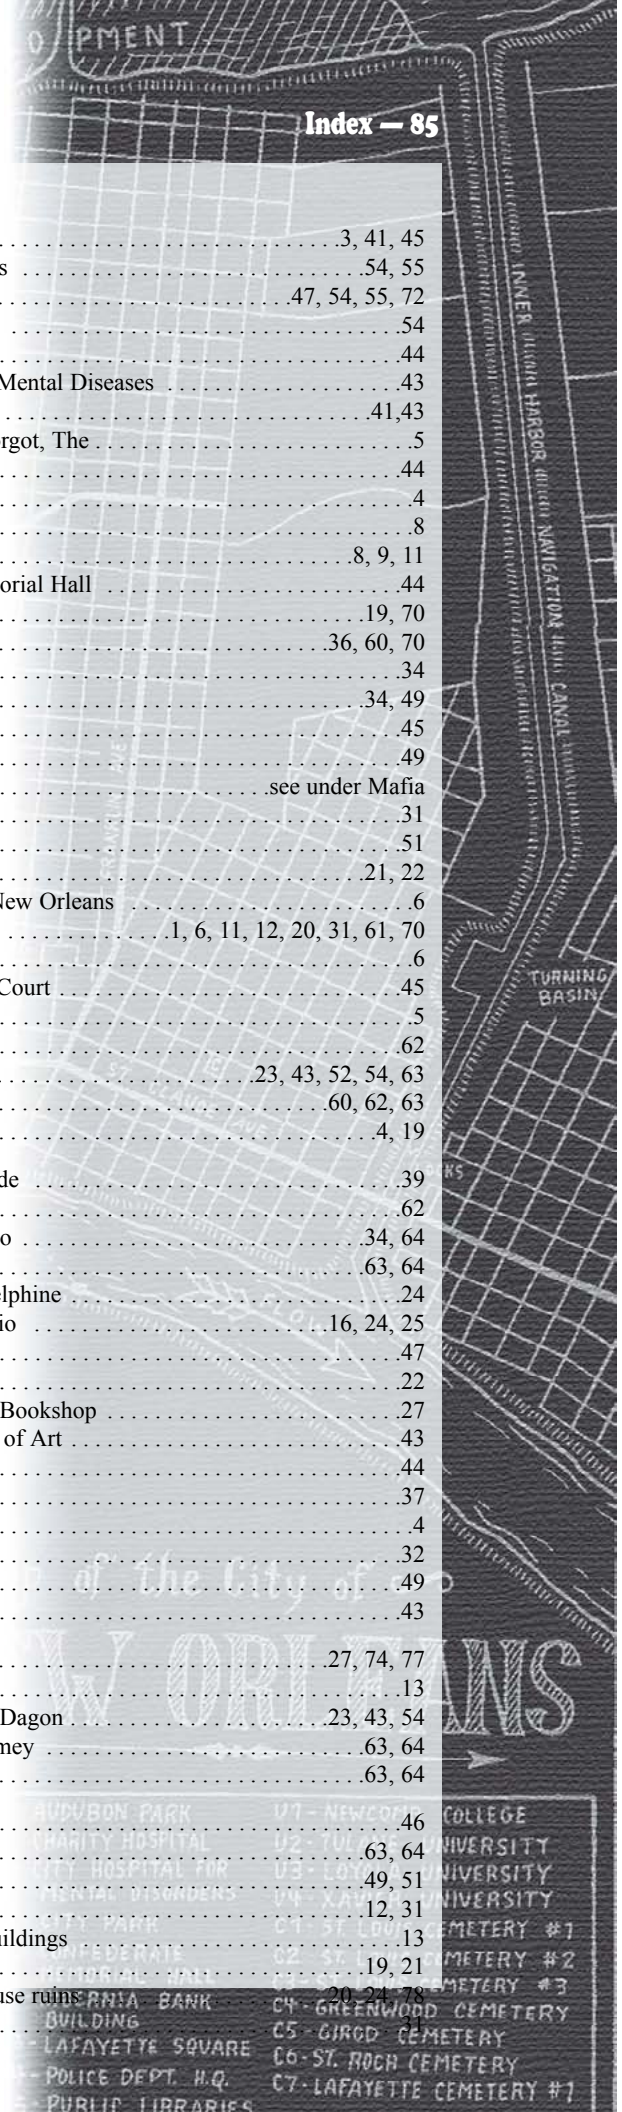 PMENT
Index — 85
. . . 3, 41, 45
s . . . 54, 55
. . . 47, 54, 55, 72
. . . 54
. . . 44
Mental Diseases . . . 43
. . . 41,43
orgot, The . . . 5
. . . 44
. . . 4
. . . 8
. . . 8, 9, 11
orial Hall . . . 44
. . . 19, 70
. . . 36, 60, 70
. . . 34
. . . 34, 49
. . . 45
. . . 49
. . . see under Mafia
. . . 31
. . . 51
. . . 21, 22
New Orleans . . . 6
. . . 1, 6, 11, 12, 20, 31, 61, 70
. . . 6
Court . . . 45
. . . 5
. . . 62
. . . 23, 43, 52, 54, 63
. . . 60, 62, 63
. . . 4, 19
de . . . 39
. . . 62
o . . . 34, 64
. . . 63, 64
elphine . . . 24
io . . . 16, 24, 25
. . . 47
. . . 22
Bookshop . . . 27
of Art . . . 43
. . . 44
. . . 37
. . . 4
. . . 32
. . . 49
. . . 43
. . . 27, 74, 77
. . . 13
Dagon . . . 23, 43, 54
mey . . . 63, 64
. . . 63, 64
. . . 46
. . . 63, 64
. . . 49, 51
. . . 12, 31
uildings . . . 13
. . . 19, 21
use ruins . . . 20, 24, 78
. . . 31
INNER HARBOR NAVIGATION CANAL
TURNING
BASIN
FRANKLIN AVE
of the City of
W ORLEANS
AUDUBON PARK
CHARITY HOSPITAL
HOSPITAL FOR
MENTAL DISORDERS
CITY PARK
CONFEDERATE
MEMORIAL HALL
BANK
BUILDING
LAFAYETTE SQUARE
POLICE DEPT. H.Q.
PUBLIC LIBRARIES
U1 - NEWCOMB COLLEGE
U2 - TULANE UNIVERSITY
U3 - LOYOLA UNIVERSITY
U4 - XAVIER UNIVERSITY
C1 - ST. LOUIS CEMETERY #1
C2 ST. LOUIS CEMETERY #2
C3 - ST. LOUIS CEMETERY #3
C4 - GREENWOOD CEMETERY
C5 - GIROD CEMETERY
C6 - ST. ROCH CEMETERY
C7 - LAFAYETTE CEMETERY #1